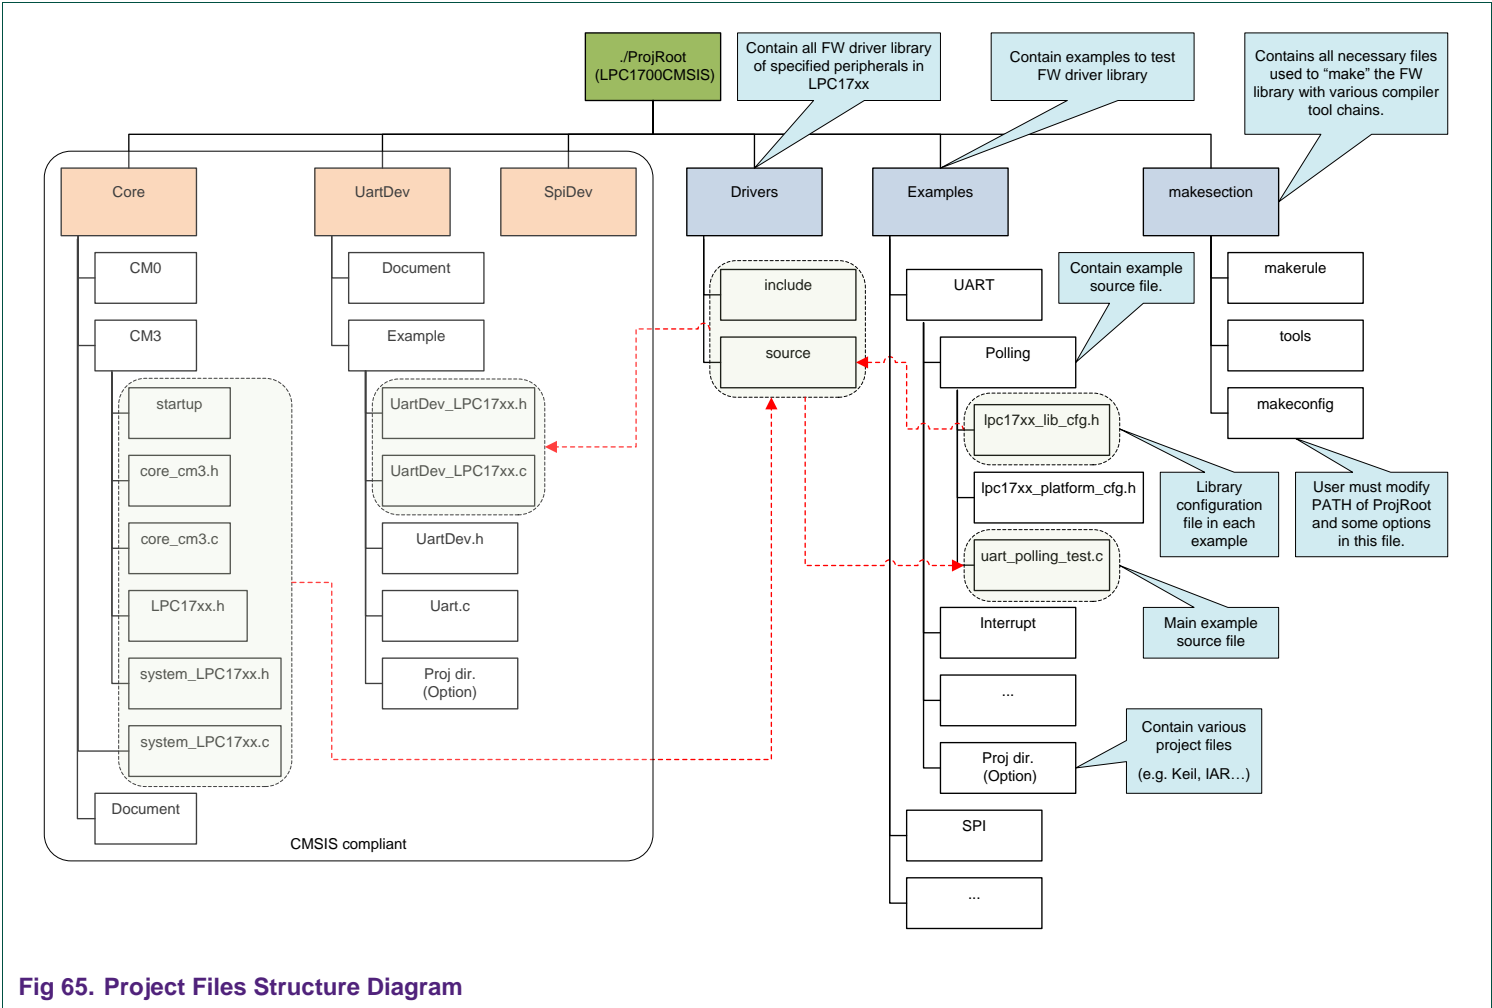 ./ProjRoot
(LPC1700CMSIS)
Contain all FW driver library
of specified peripherals in
LPC17xx
Contain examples to test
FW driver library
Contains all necessary files
used to “make” the FW
library with various compiler
tool chains.
Core
UartDev
SpiDev
Drivers
Examples
makesection
CM0
CM3
startup
core_cm3.h
core_cm3.c
LPC17xx.h
system_LPC17xx.h
system_LPC17xx.c
Document
Document
Example
UartDev_LPC17xx.h
UartDev_LPC17xx.c
UartDev.h
Uart.c
Proj dir.
(Option)
CMSIS compliant
include
source
UART
Polling
Contain example
source file.
lpc17xx_lib_cfg.h
lpc17xx_platform_cfg.h
uart_polling_test.c
Interrupt
...
Proj dir.
(Option)
SPI
...
Library
configuration
file in each
example
Main example
source file
Contain various
project files
(e.g. Keil, IAR…)
makerule
tools
makeconfig
User must modify
PATH of ProjRoot
and some options
in this file.
Fig 65. Project Files Structure Diagram